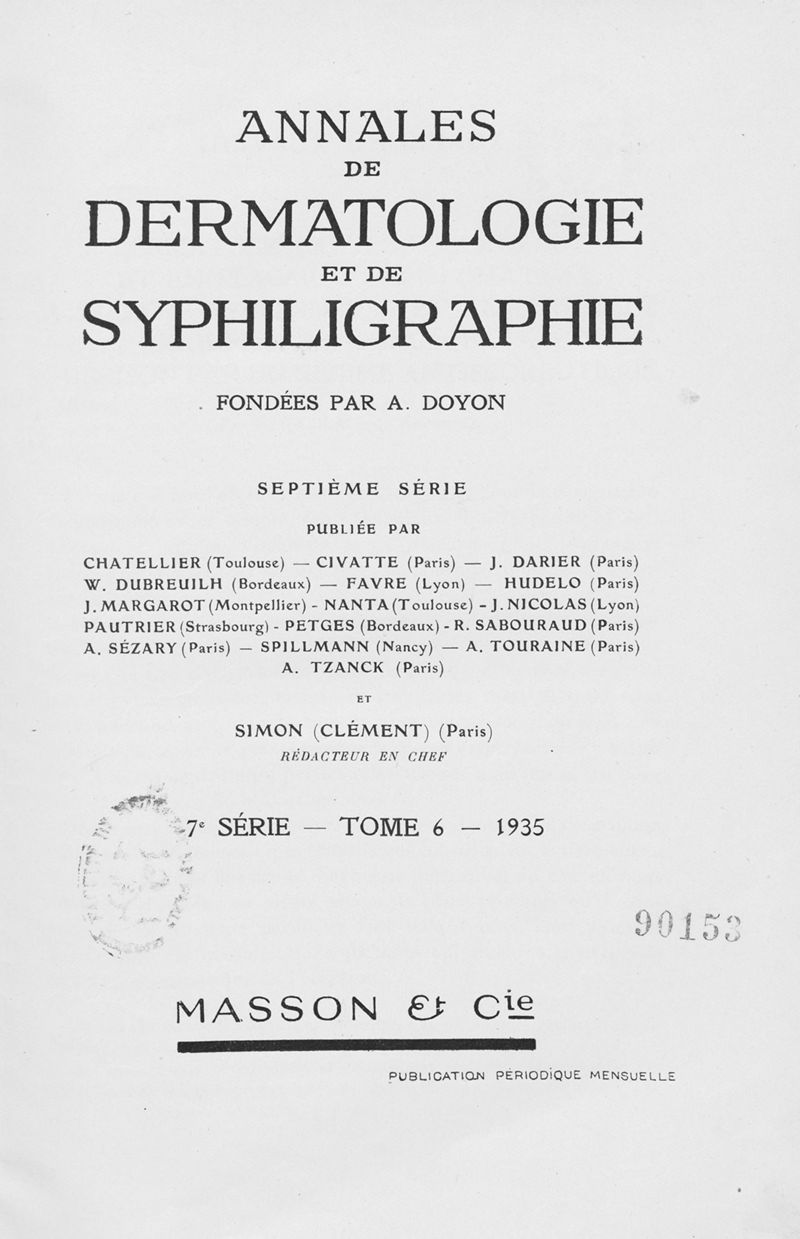 ANNALES
DE
DERMATOLOGIE
ET DE
SYPHILIGRAPHIE
FONDÉES PAR A. DOYON
SEPTIÈME SÉRIE
PUBLIÉE PAR
CHATELLIER (Toulouse) — CIVATTE (Paris) — J. DARIER (Paris)
W. DUBREUILH (Bordeaux) — FAVRE (Lyon) — HUDELO (Paris)
J. MARGAROT (Montpellier) - NANTA (Toulouse) - J. NICOLAS (Lyon)
PAUTRIER (Strasbourg) - PETGES (Bordeaux) - R. SABOURAUD (Paris)
A. SÉZARY (Paris) — SPILLMANN (Nancy) — A. TOURAINE (Paris)
A. TZANCK (Paris)
ET
SIMON (CLÉMENT) (Paris)
RÉDACTEUR EN CHEF
7e SÉRIE — TOME 6 — 1935
90153
MASSON & Cie
PUBLICATION PÉRIODIQUE MENSUELLE